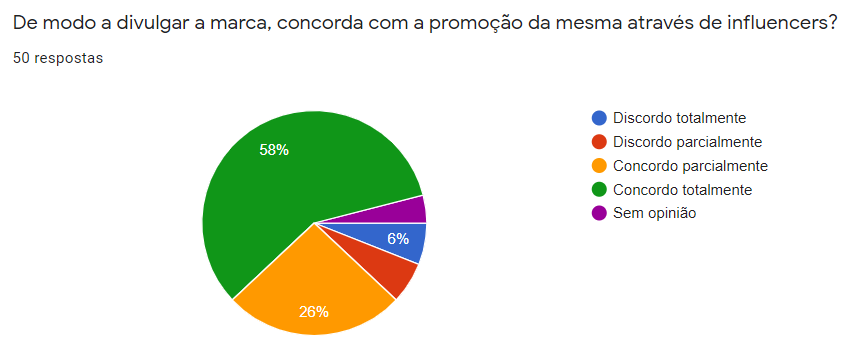 De modo a divulgar a marca, concorda com a promoção da mesma através de influencers?
50 respostas
58%
6%
26%
Discordo totalmente
Discordo parcialmente
Concordo parcialmente
Concordo totalmente
Sem opinião